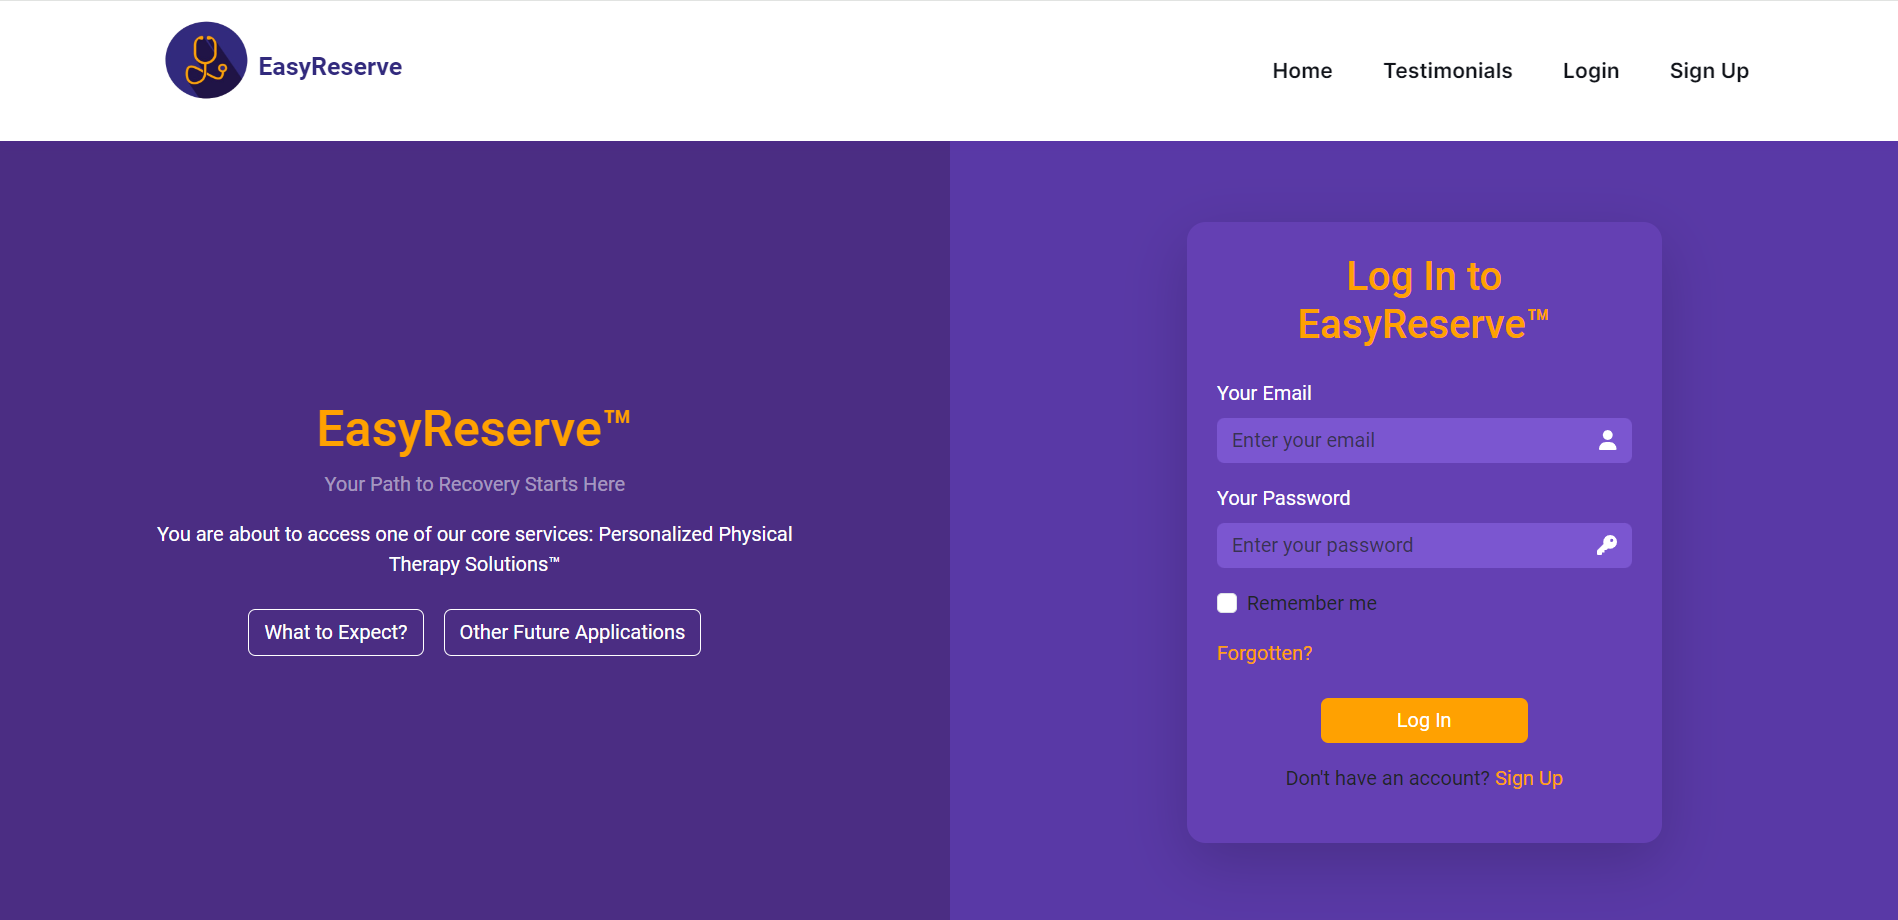 EasyReserve
Home
Testimonials
Login
Sign Up
EasyReserve™
Your Path to Recovery Starts Here
You are about to access one of our core services: Personalized Physical
Therapy Solutions™
What to Expect?
Other Future Applications
Log In to
EasyReserve™
Your Email
Enter your email
Your Password
Enter your password
Remember me
Forgotten?
Log In
Don't have an account? Sign Up